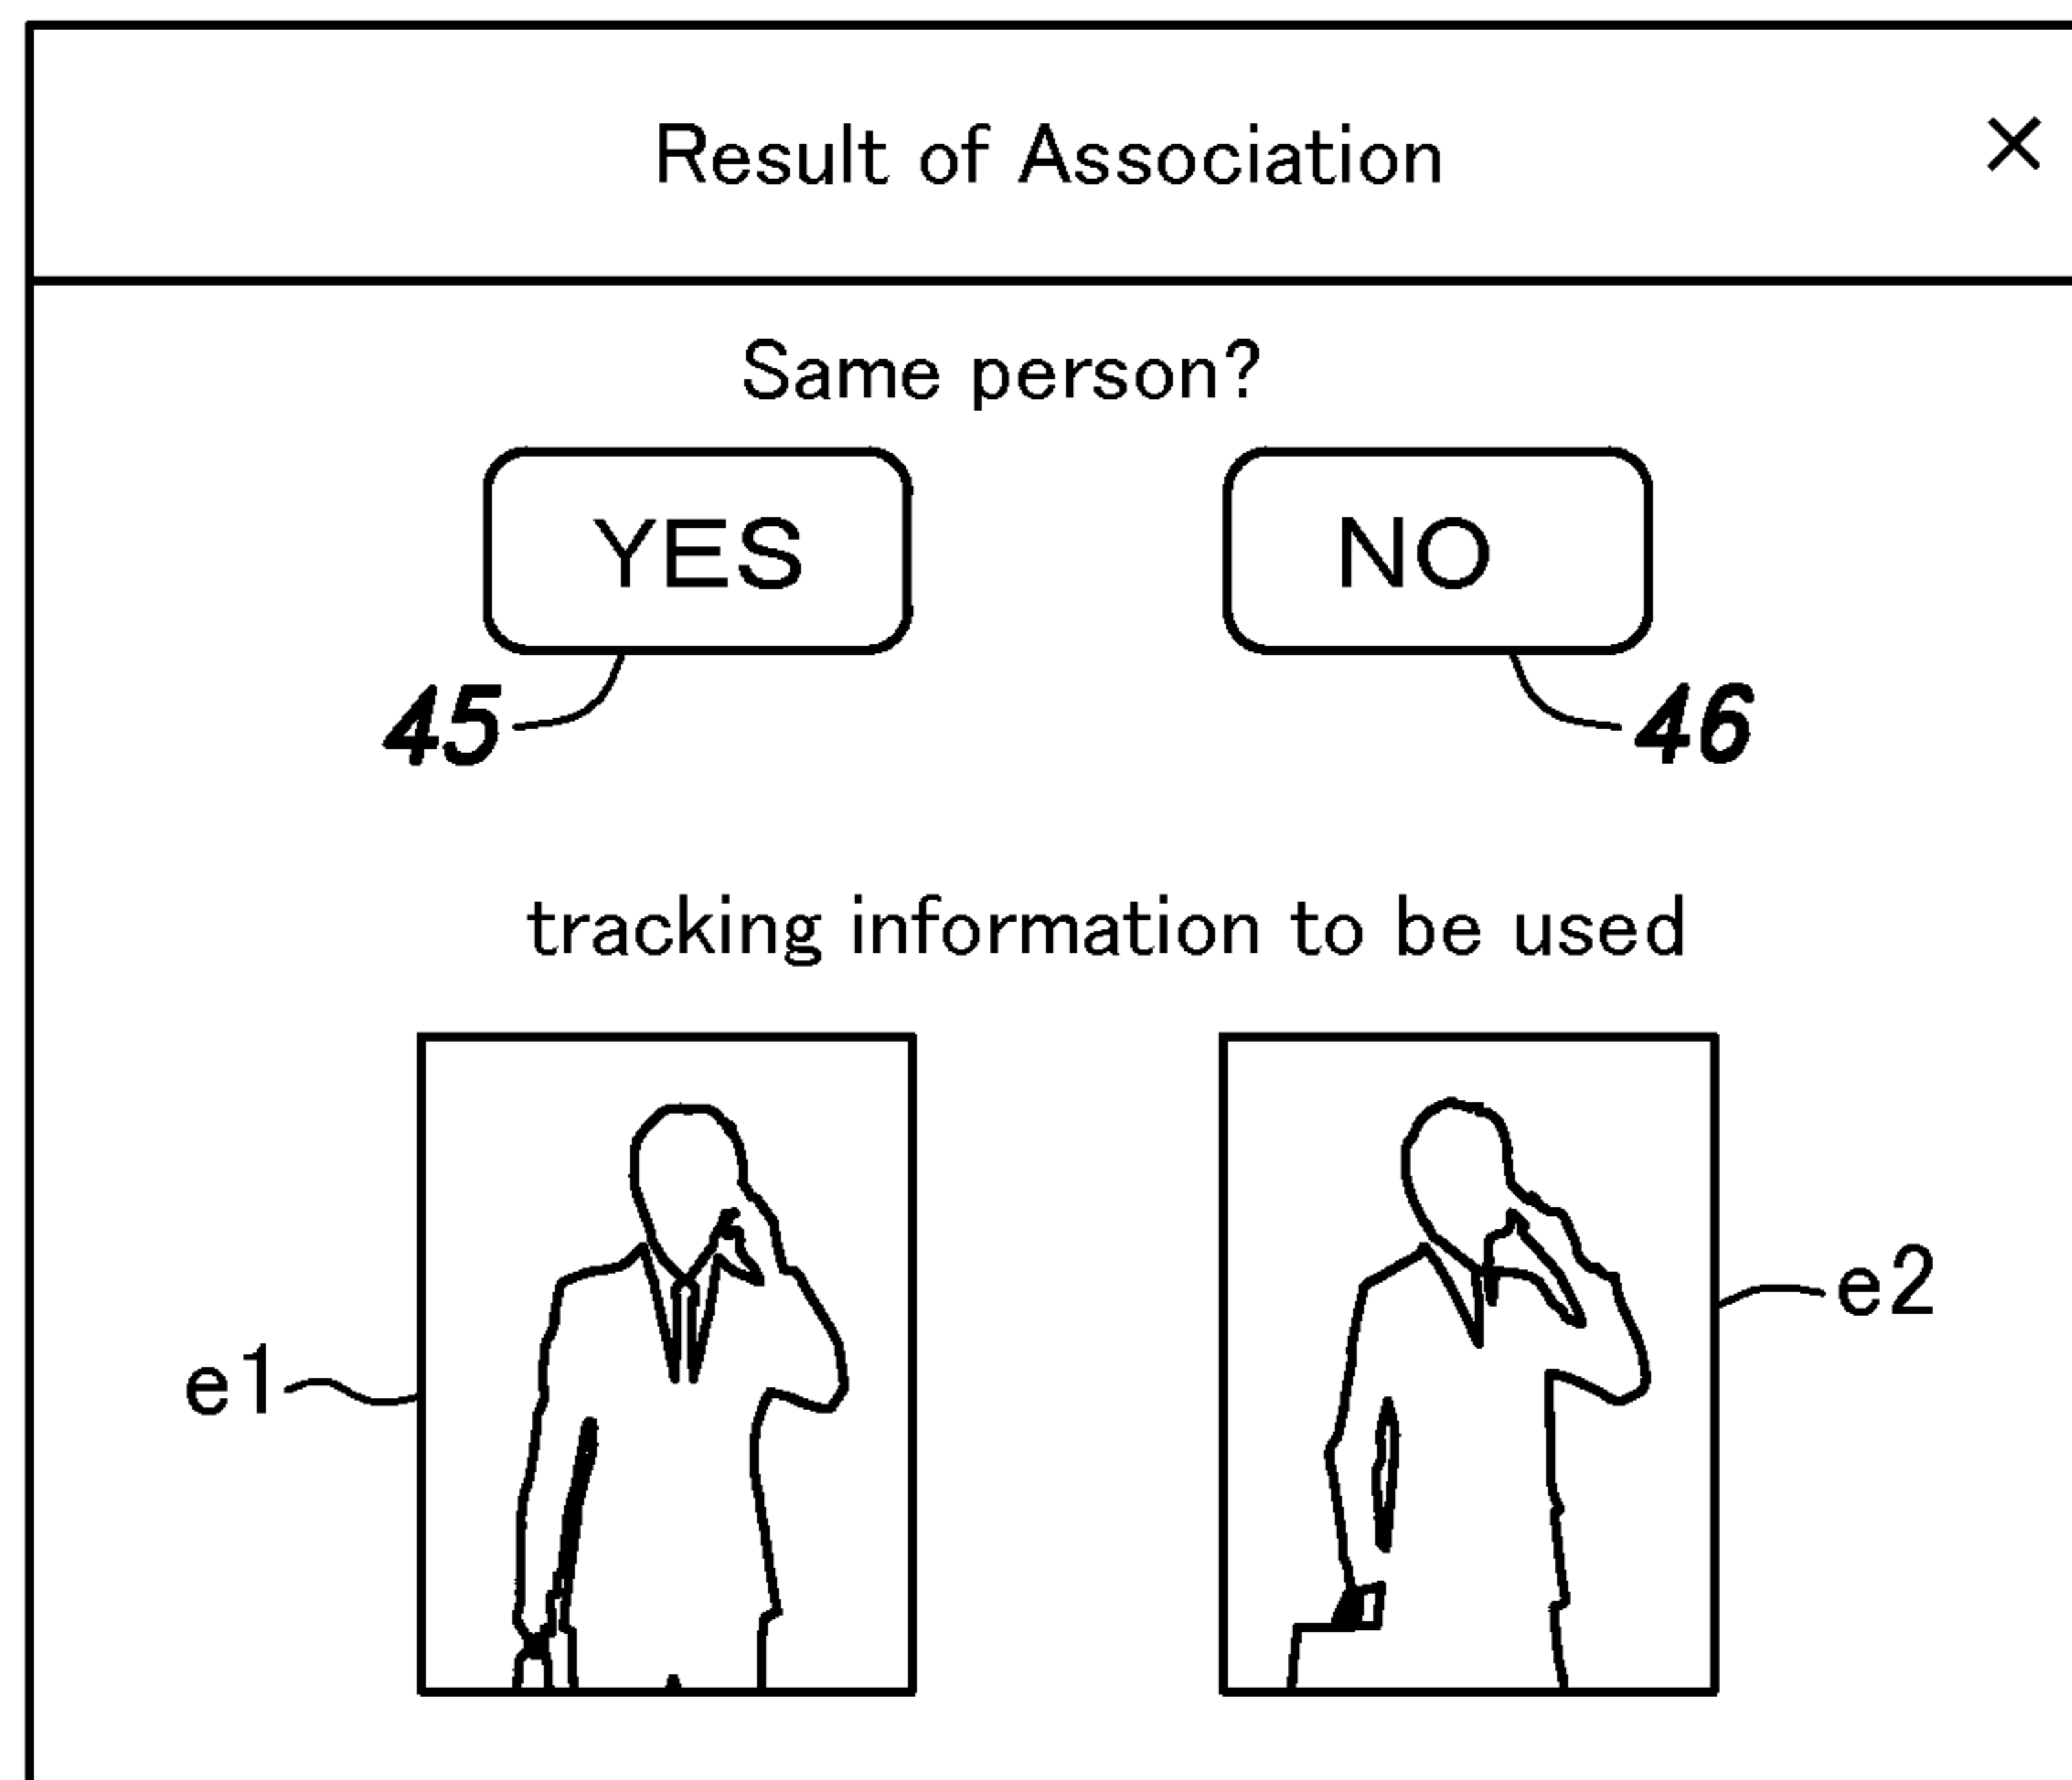 Result of Association ×
Same person?
YES NO
45 46
tracking information to be used
e1 e2